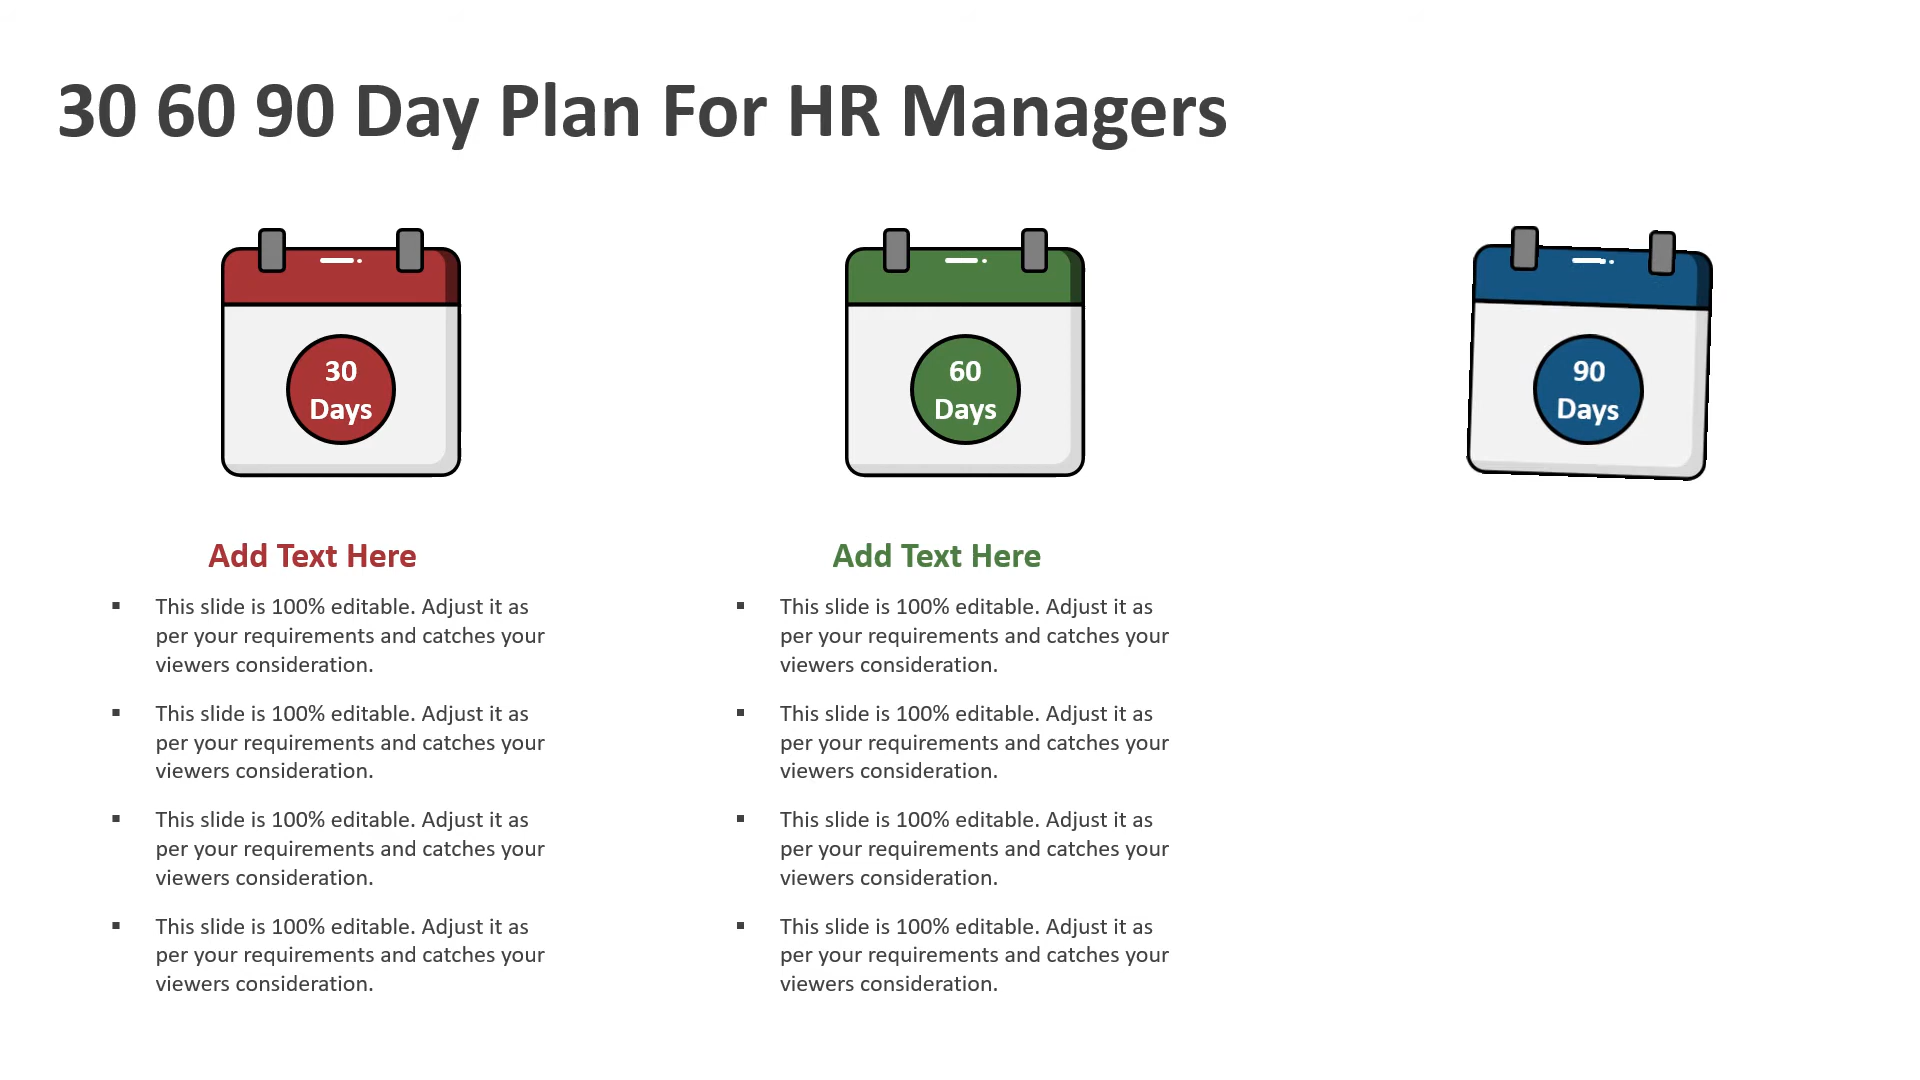 30 60 90 Day Plan For HR Managers
30
Days
60
Days
90
Days
Add Text Here
▪ This slide is 100% editable. Adjust it as
per your requirements and catches your
viewers consideration.
▪ This slide is 100% editable. Adjust it as
per your requirements and catches your
viewers consideration.
▪ This slide is 100% editable. Adjust it as
per your requirements and catches your
viewers consideration.
▪ This slide is 100% editable. Adjust it as
per your requirements and catches your
viewers consideration.
Add Text Here
▪ This slide is 100% editable. Adjust it as
per your requirements and catches your
viewers consideration.
▪ This slide is 100% editable. Adjust it as
per your requirements and catches your
viewers consideration.
▪ This slide is 100% editable. Adjust it as
per your requirements and catches your
viewers consideration.
▪ This slide is 100% editable. Adjust it as
per your requirements and catches your
viewers consideration.